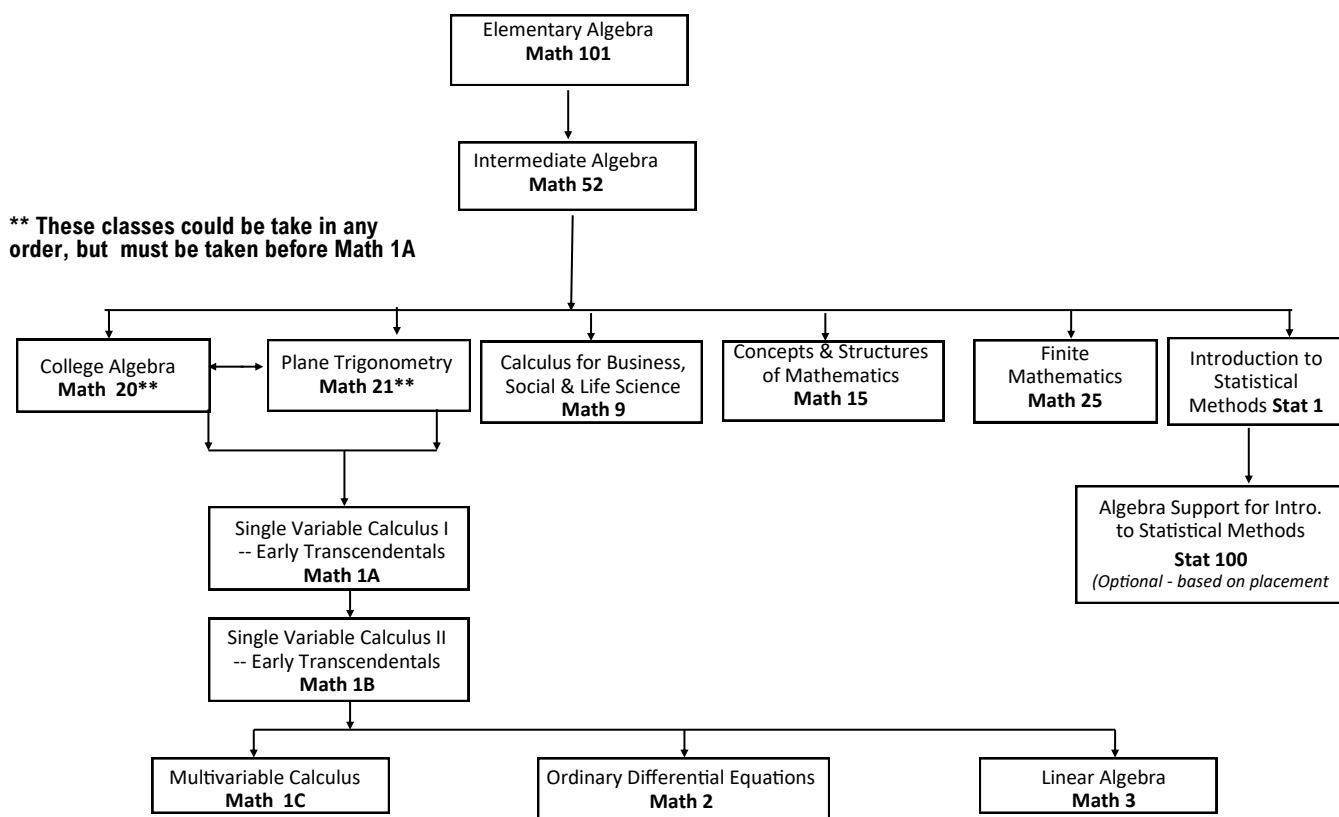 Elementary Algebra
Math 101
Intermediate Algebra
Math 52
** These classes could be take in any
order, but must be taken before Math 1A
College Algebra
Math 20**
Plane Trigonometry
Math 21**
Calculus for Business,
Social & Life Science
Math 9
Concepts & Structures
of Mathematics
Math 15
Finite
Mathematics
Math 25
Introduction to
Statistical
Methods Stat 1
Algebra Support for Intro.
to Statistical Methods
Stat 100
(Optional - based on placement
Single Variable Calculus I
-- Early Transcendentals
Math 1A
Single Variable Calculus II
-- Early Transcendentals
Math 1B
Multivariable Calculus
Math 1C
Ordinary Differential Equations
Math 2
Linear Algebra
Math 3